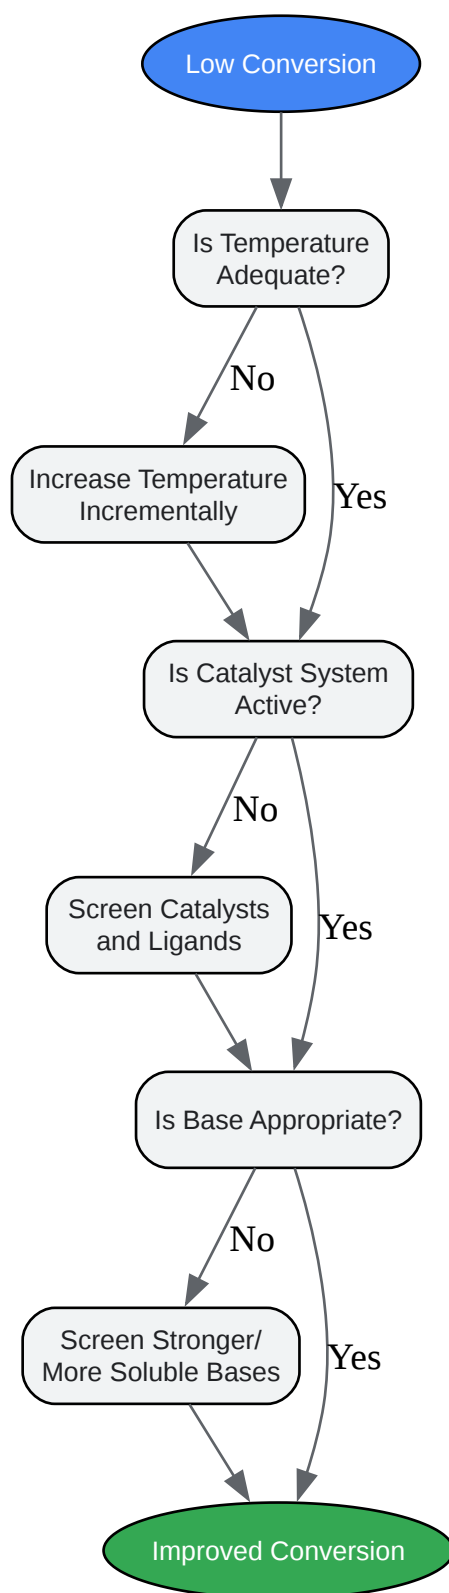 Low Conversion
Is Temperature
Adequate?
No
Increase Temperature
Incrementally
Yes
Is Catalyst System
Active?
No
Screen Catalysts
and Ligands
Yes
Is Base Appropriate?
No
Screen Stronger/
More Soluble Bases
Yes
Improved Conversion